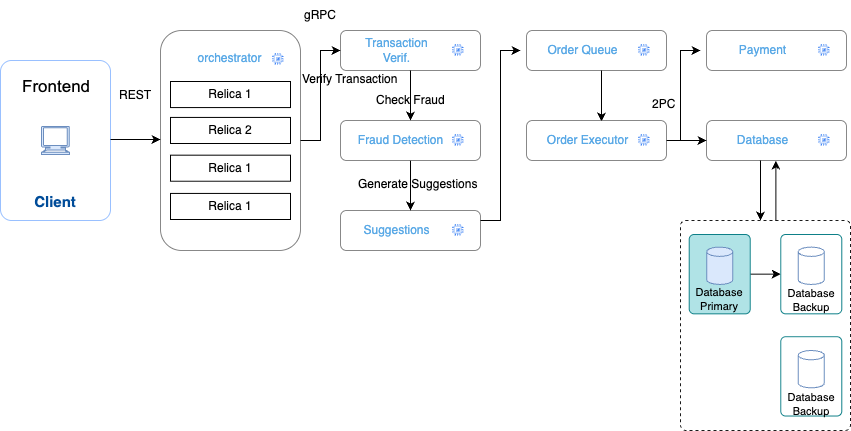 Frontend
Client
REST
orchestrator
Relica 1
Relica 2
Relica 1
Relica 1
gRPC
Verify Transaction
Transaction
Verif.
Check Fraud
Fraud Detection
Generate Suggestions
Suggestions
Order Queue
Order Executor
2PC
Payment
Database
Database
Primary
Database
Backup
Database
Backup